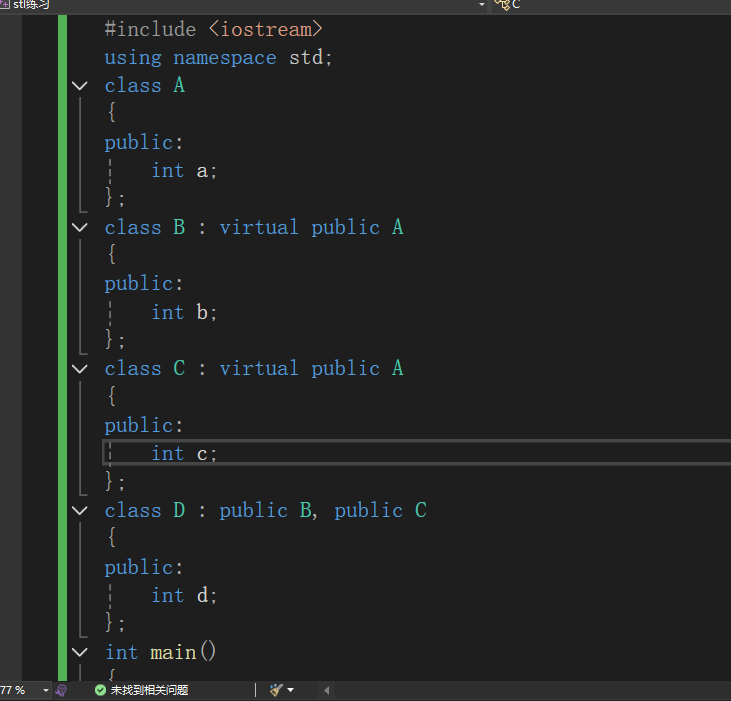 stl练习 C
#include <iostream>
using namespace std;
class A
{
public:
int a;
};
class B : virtual public A
{
public:
int b;
};
class C : virtual public A
{
public:
int c;
};
class D : public B, public C
{
public:
int d;
};
int main()
{
77 % 未找到相关问题